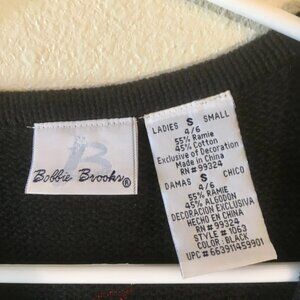 B
Bobbie Brooks®
LADIES S SMALL
4/6
55% Ramie
45% Cotton
Exclusive of Decoration
Made in China
RN# 99324
DAMAS S CHICO
4/6
55% RAMIE
45% ALGODON
DECORACION EXCLUSIVA
HECHO EN CHINA
RN# 99324
STYLE # 1063
COLOR: BLACK
UPC# 663911459901